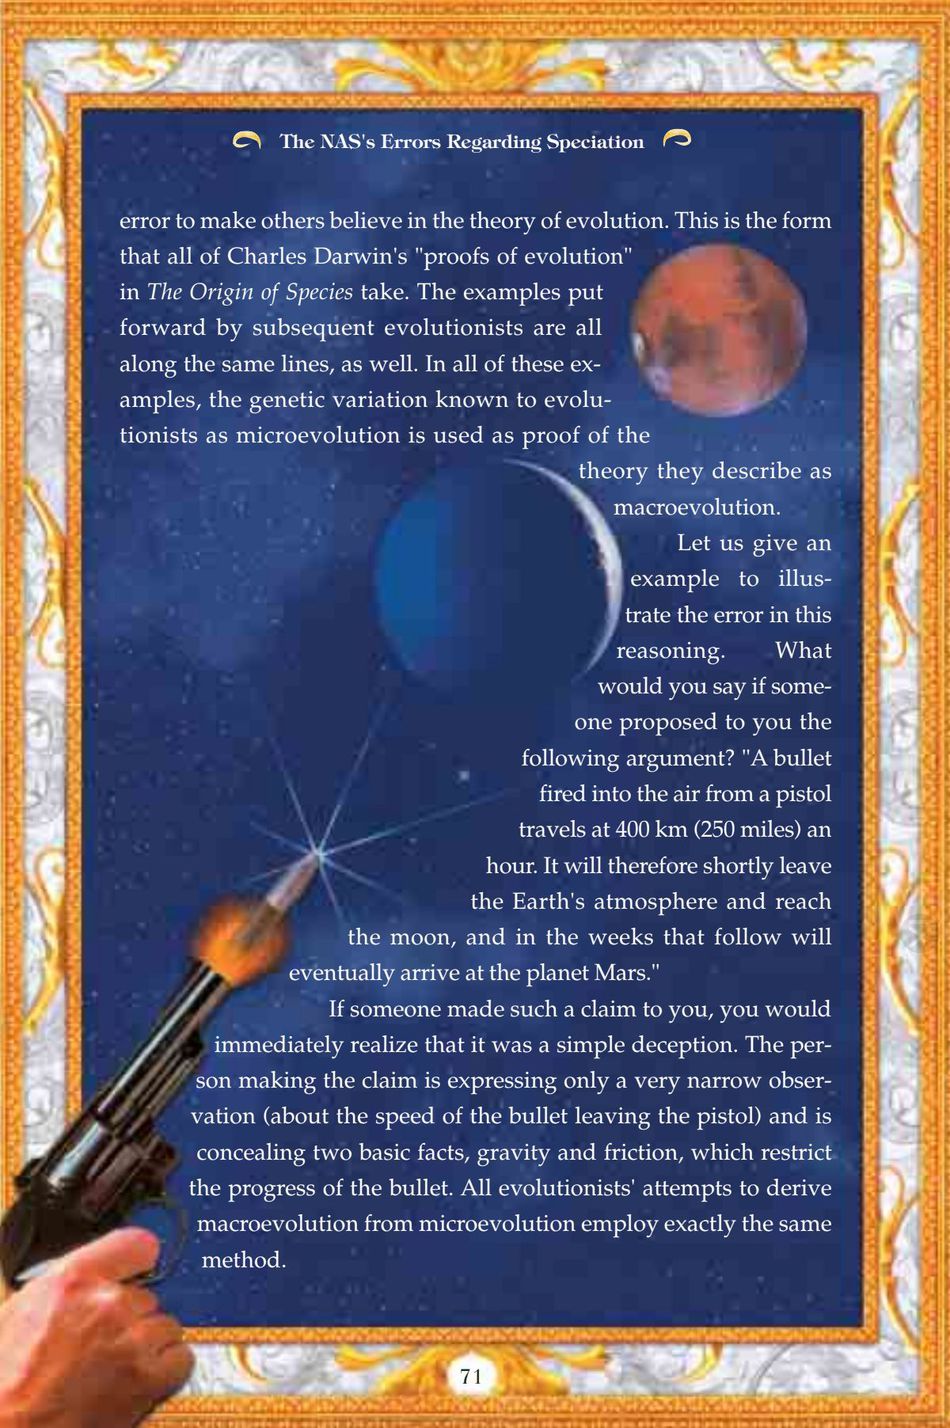 The NAS's Errors Regarding Speciation
error to make others believe in the theory of evolution. This is the form
that all of Charles Darwin's "proofs of evolution"
in The Origin of Species take. The examples put
forward by subsequent evolutionists are all
along the same lines, as well. In all of these ex-
amples, the genetic variation known to evolu-
tionists as microevolution is used as proof of the
theory they describe as
macroevolution.
Let us give an
example to illus-
trate the error in this
reasoning. What
would you say if some-
one proposed to you the
following argument? "A bullet
fired into the air from a pistol
travels at 400 km (250 miles) an
hour. It will therefore shortly leave
the Earth's atmosphere and reach
the moon, and in the weeks that follow will
eventually arrive at the planet Mars."
If someone made such a claim to you, you would
immediately realize that it was a simple deception. The per-
son making the claim is expressing only a very narrow obser-
vation (about the speed of the bullet leaving the pistol) and is
concealing two basic facts, gravity and friction, which restrict
the progress of the bullet. All evolutionists' attempts to derive
macroevolution from microevolution employ exactly the same
method.
71